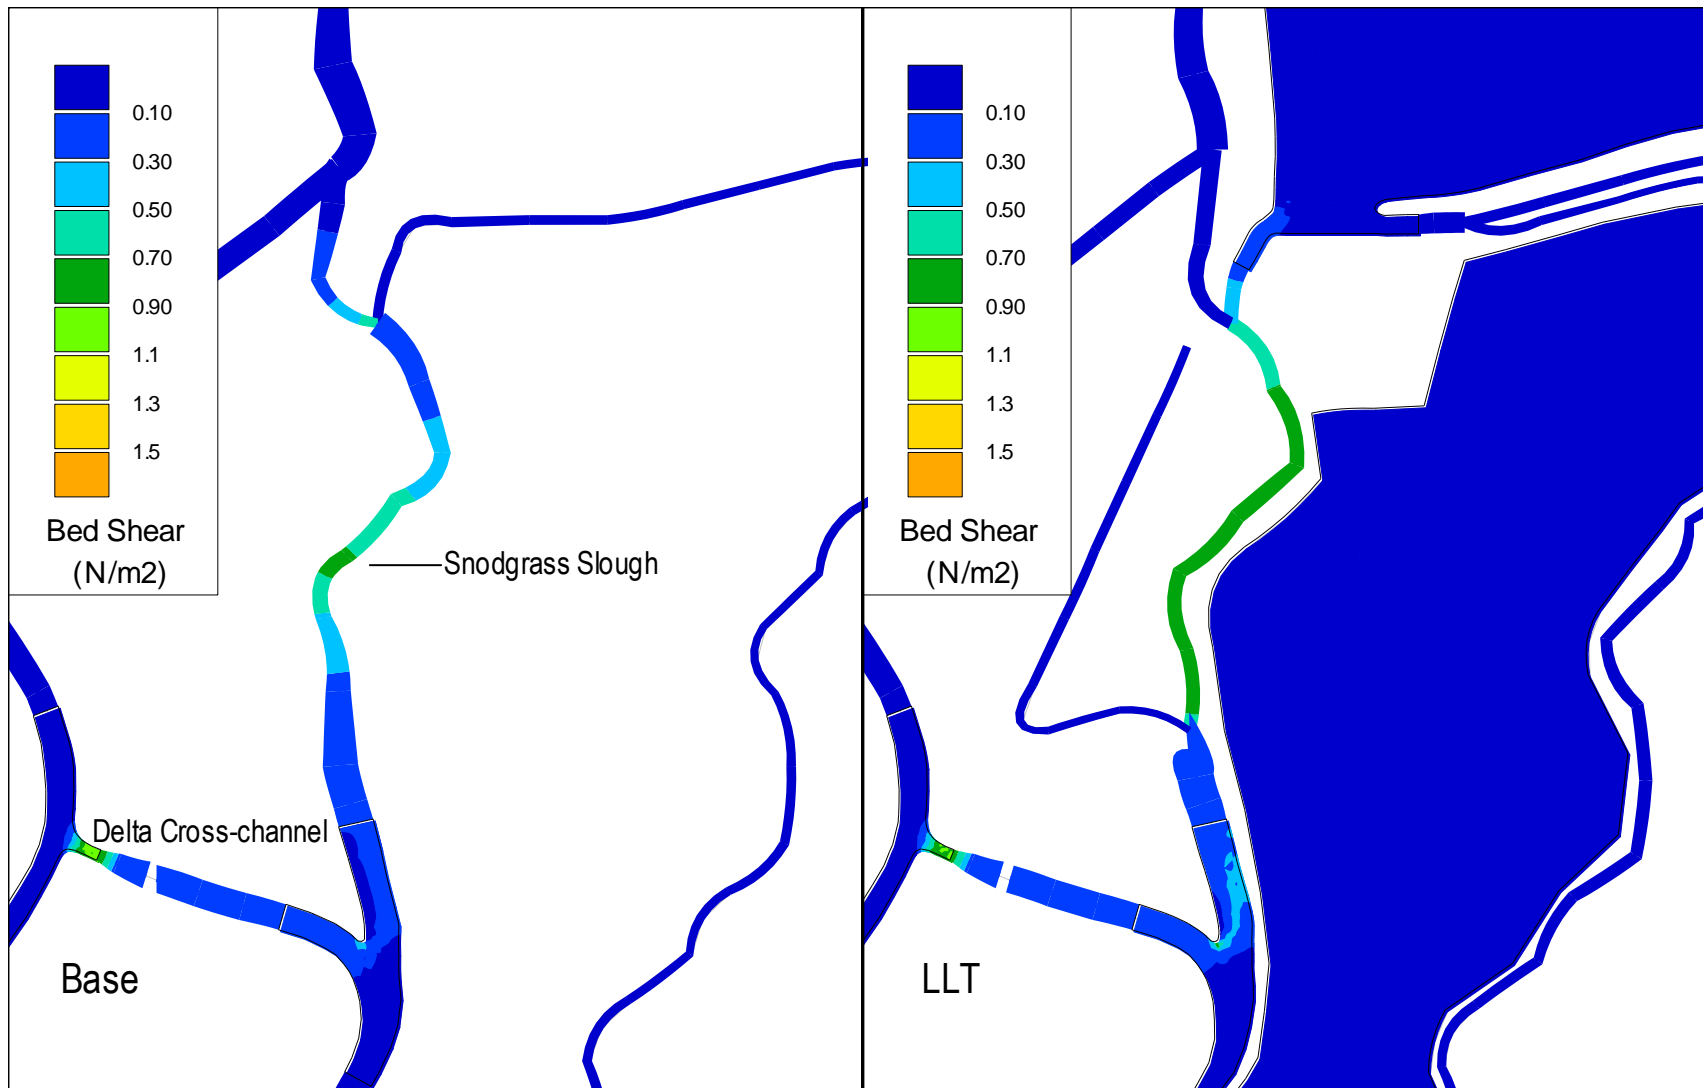 0.10
0.30
0.50
0.70
0.90
1.1
1.3
1.5
Bed Shear
(N/m2)
Snodgrass Slough
Delta Cross-channel
Base
0.10
0.30
0.50
0.70
0.90
1.1
1.3
1.5
Bed Shear
(N/m2)
LLT